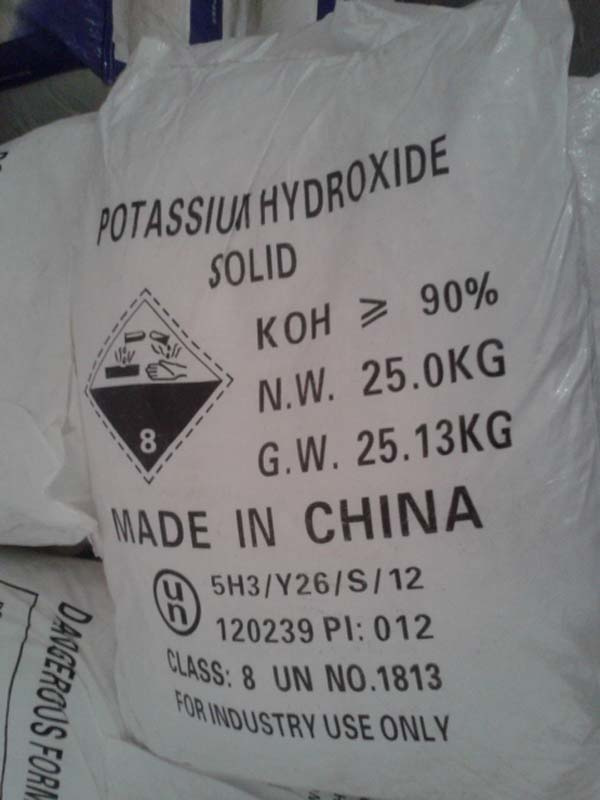 POTASSIUM HYDROXIDE
SOLID
KOH ⩾ 90%
N.W. 25.0KG
G.W. 25.13KG
8
MADE IN CHINA
un 5H3/Y26/S/12
120239 PI: 012
CLASS: 8 UN NO.1813
FOR INDUSTRY USE ONLY
DANGEROUS